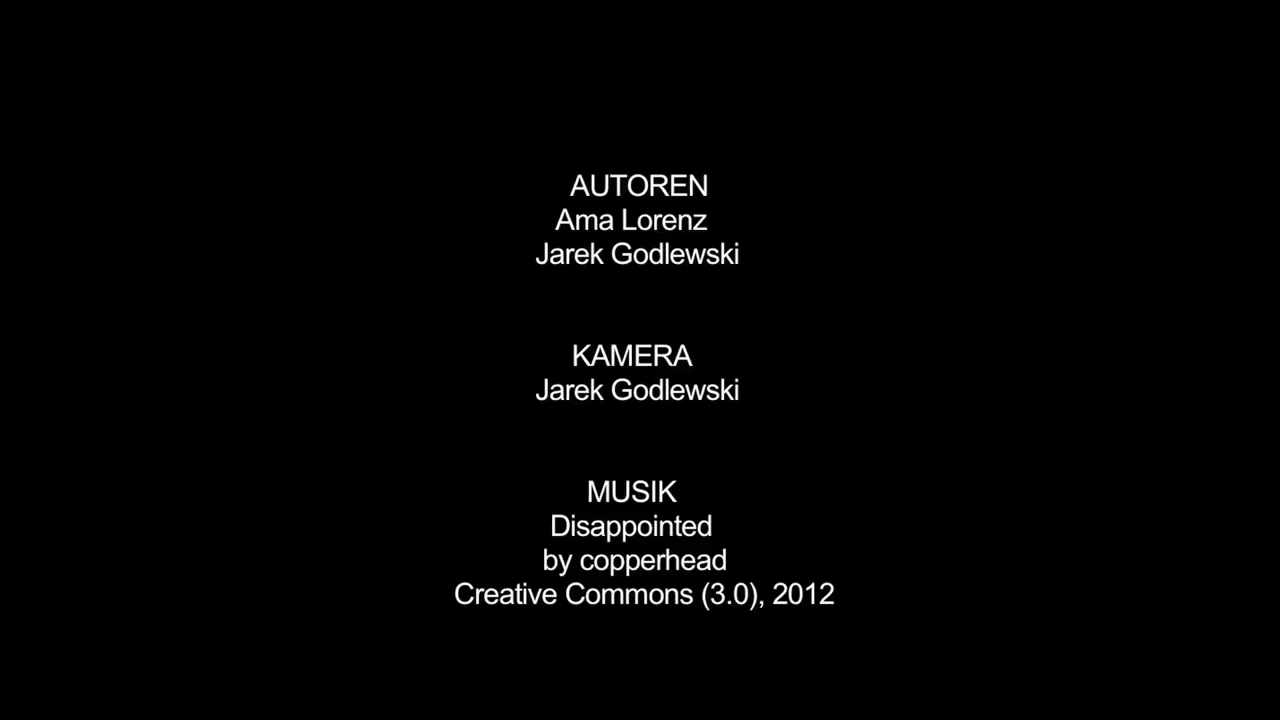 AUTOREN
Ama Lorenz
Jarek Godlewski
KAMERA
Jarek Godlewski
MUSIK
Disappointed
by copperhead
Creative Commons (3.0), 2012